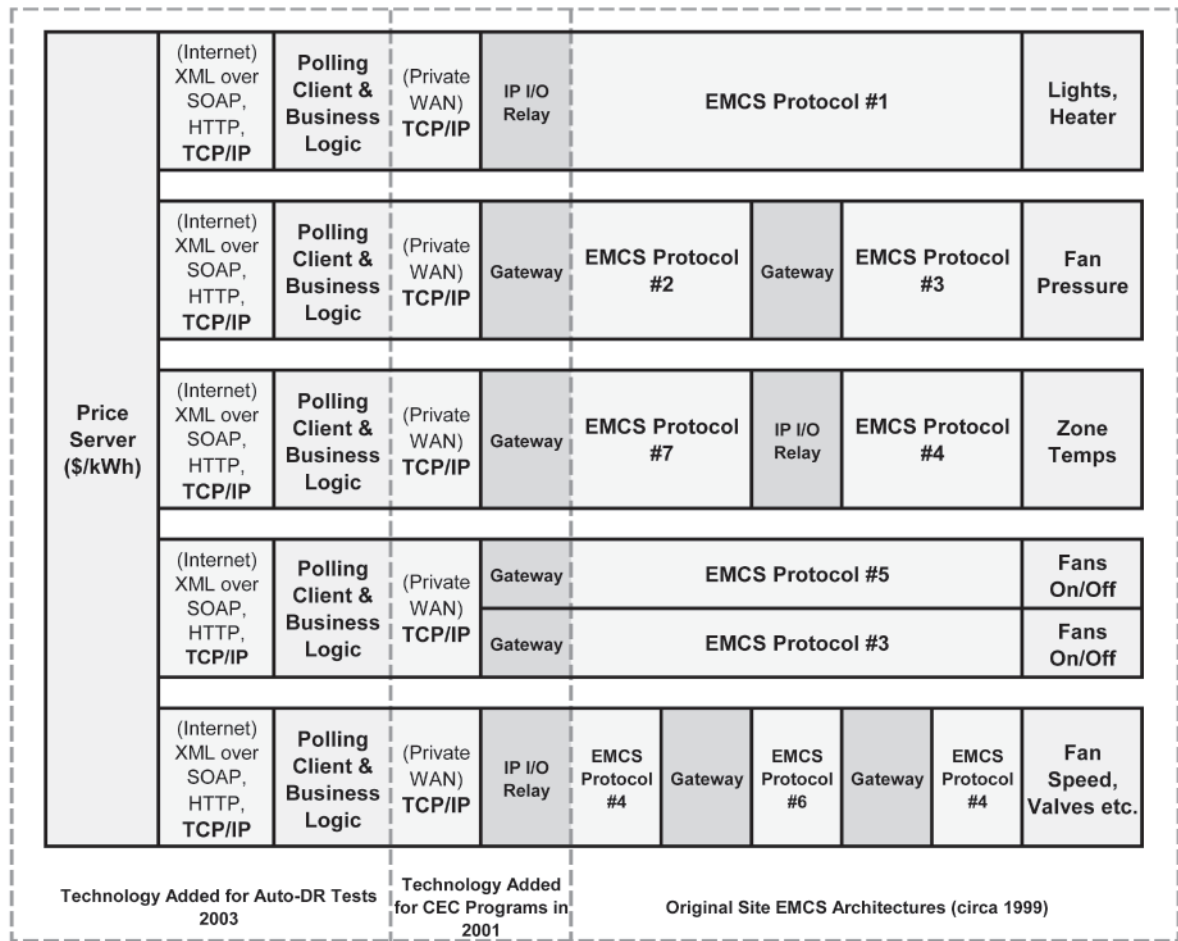 Price
Server
($/kWh)
(Internet)
XML over
SOAP,
HTTP,
TCP/IP
Polling
Client &
Business
Logic
(Private
WAN)
TCP/IP
IP I/O
Relay
EMCS Protocol #1
Lights,
Heater
(Internet)
XML over
SOAP,
HTTP,
TCP/IP
Polling
Client &
Business
Logic
(Private
WAN)
TCP/IP
Gateway
EMCS Protocol
#2
Gateway
EMCS Protocol
#3
Fan
Pressure
(Internet)
XML over
SOAP,
HTTP,
TCP/IP
Polling
Client &
Business
Logic
(Private
WAN)
TCP/IP
Gateway
EMCS Protocol
#7
IP I/O
Relay
EMCS Protocol
#4
Zone
Temps
(Internet)
XML over
SOAP,
HTTP,
TCP/IP
Polling
Client &
Business
Logic
(Private
WAN)
TCP/IP
Gateway
EMCS Protocol #5
Fans
On/Off
Gateway
EMCS Protocol #3
Fans
On/Off
(Internet)
XML over
SOAP,
HTTP,
TCP/IP
Polling
Client &
Business
Logic
(Private
WAN)
TCP/IP
IP I/O
Relay
EMCS
Protocol
#4
Gateway
EMCS
Protocol
#6
Gateway
EMCS
Protocol
#4
Fan
Speed,
Valves etc.
Technology Added for Auto-DR Tests
2003
Technology Added
for CEC Programs in
2001
Original Site EMCS Architectures (circa 1999)